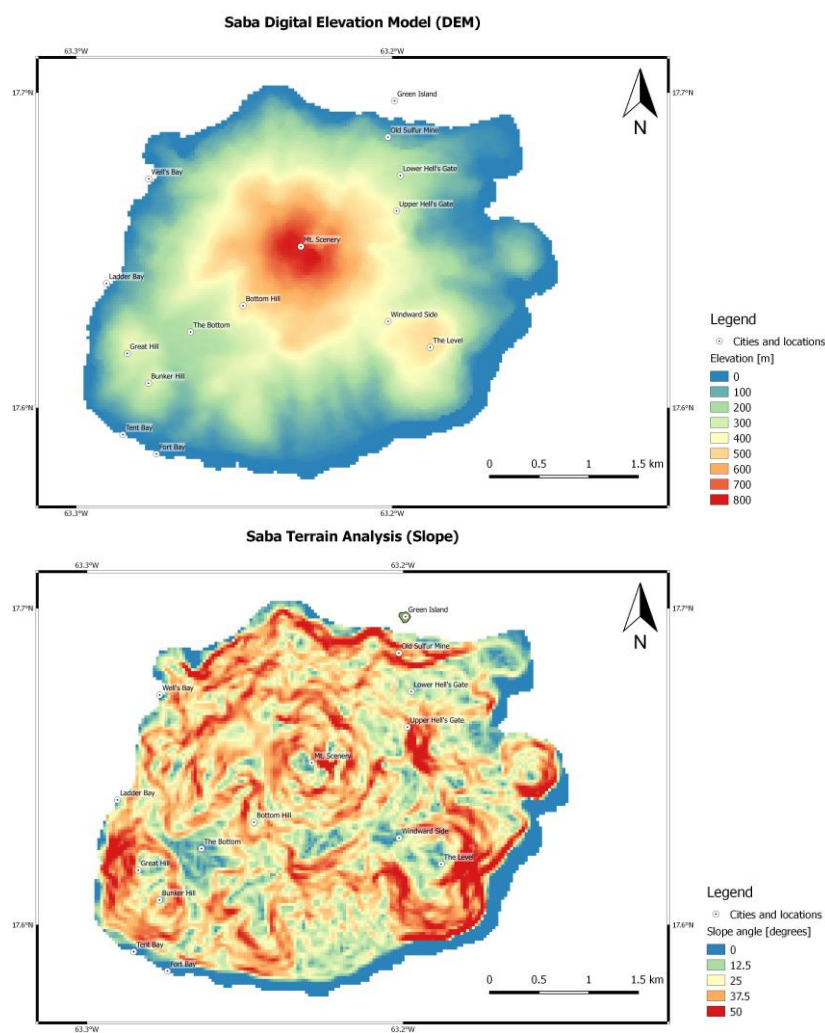 Saba Digital Elevation Model (DEM)
63.3°W 63.2°W
17.7°N 17.7°N
Green Island
N
Old Sulfur Mine
Well's Bay
Lower Hell's Gate
Upper Hell's Gate
Mt. Scenery
Ladder Bay
Bottom Hill
Windward Side
The Bottom
The Level
Great Hill
Bunker Hill
17.6°N 17.6°N
Tent Bay
Fort Bay
0 0.5 1 1.5 km
63.3°W 63.2°W
Legend
Cities and locations
Elevation [m]
0
100
200
300
400
500
600
700
800
Saba Terrain Analysis (Slope)
63.3°W 63.2°W
17.7°N 17.7°N
Green Island
N
Old Sulfur Mine
Well's Bay
Lower Hell's Gate
Upper Hell's Gate
Mt. Scenery
Ladder Bay
Bottom Hill
Windward Side
The Bottom
The Level
Great Hill
Bunker Hill
17.6°N 17.6°N
Tent Bay
Fort Bay
0 0.5 1 1.5 km
63.3°W 63.2°W
Legend
Cities and locations
Slope angle [degrees]
0
12.5
25
37.5
50